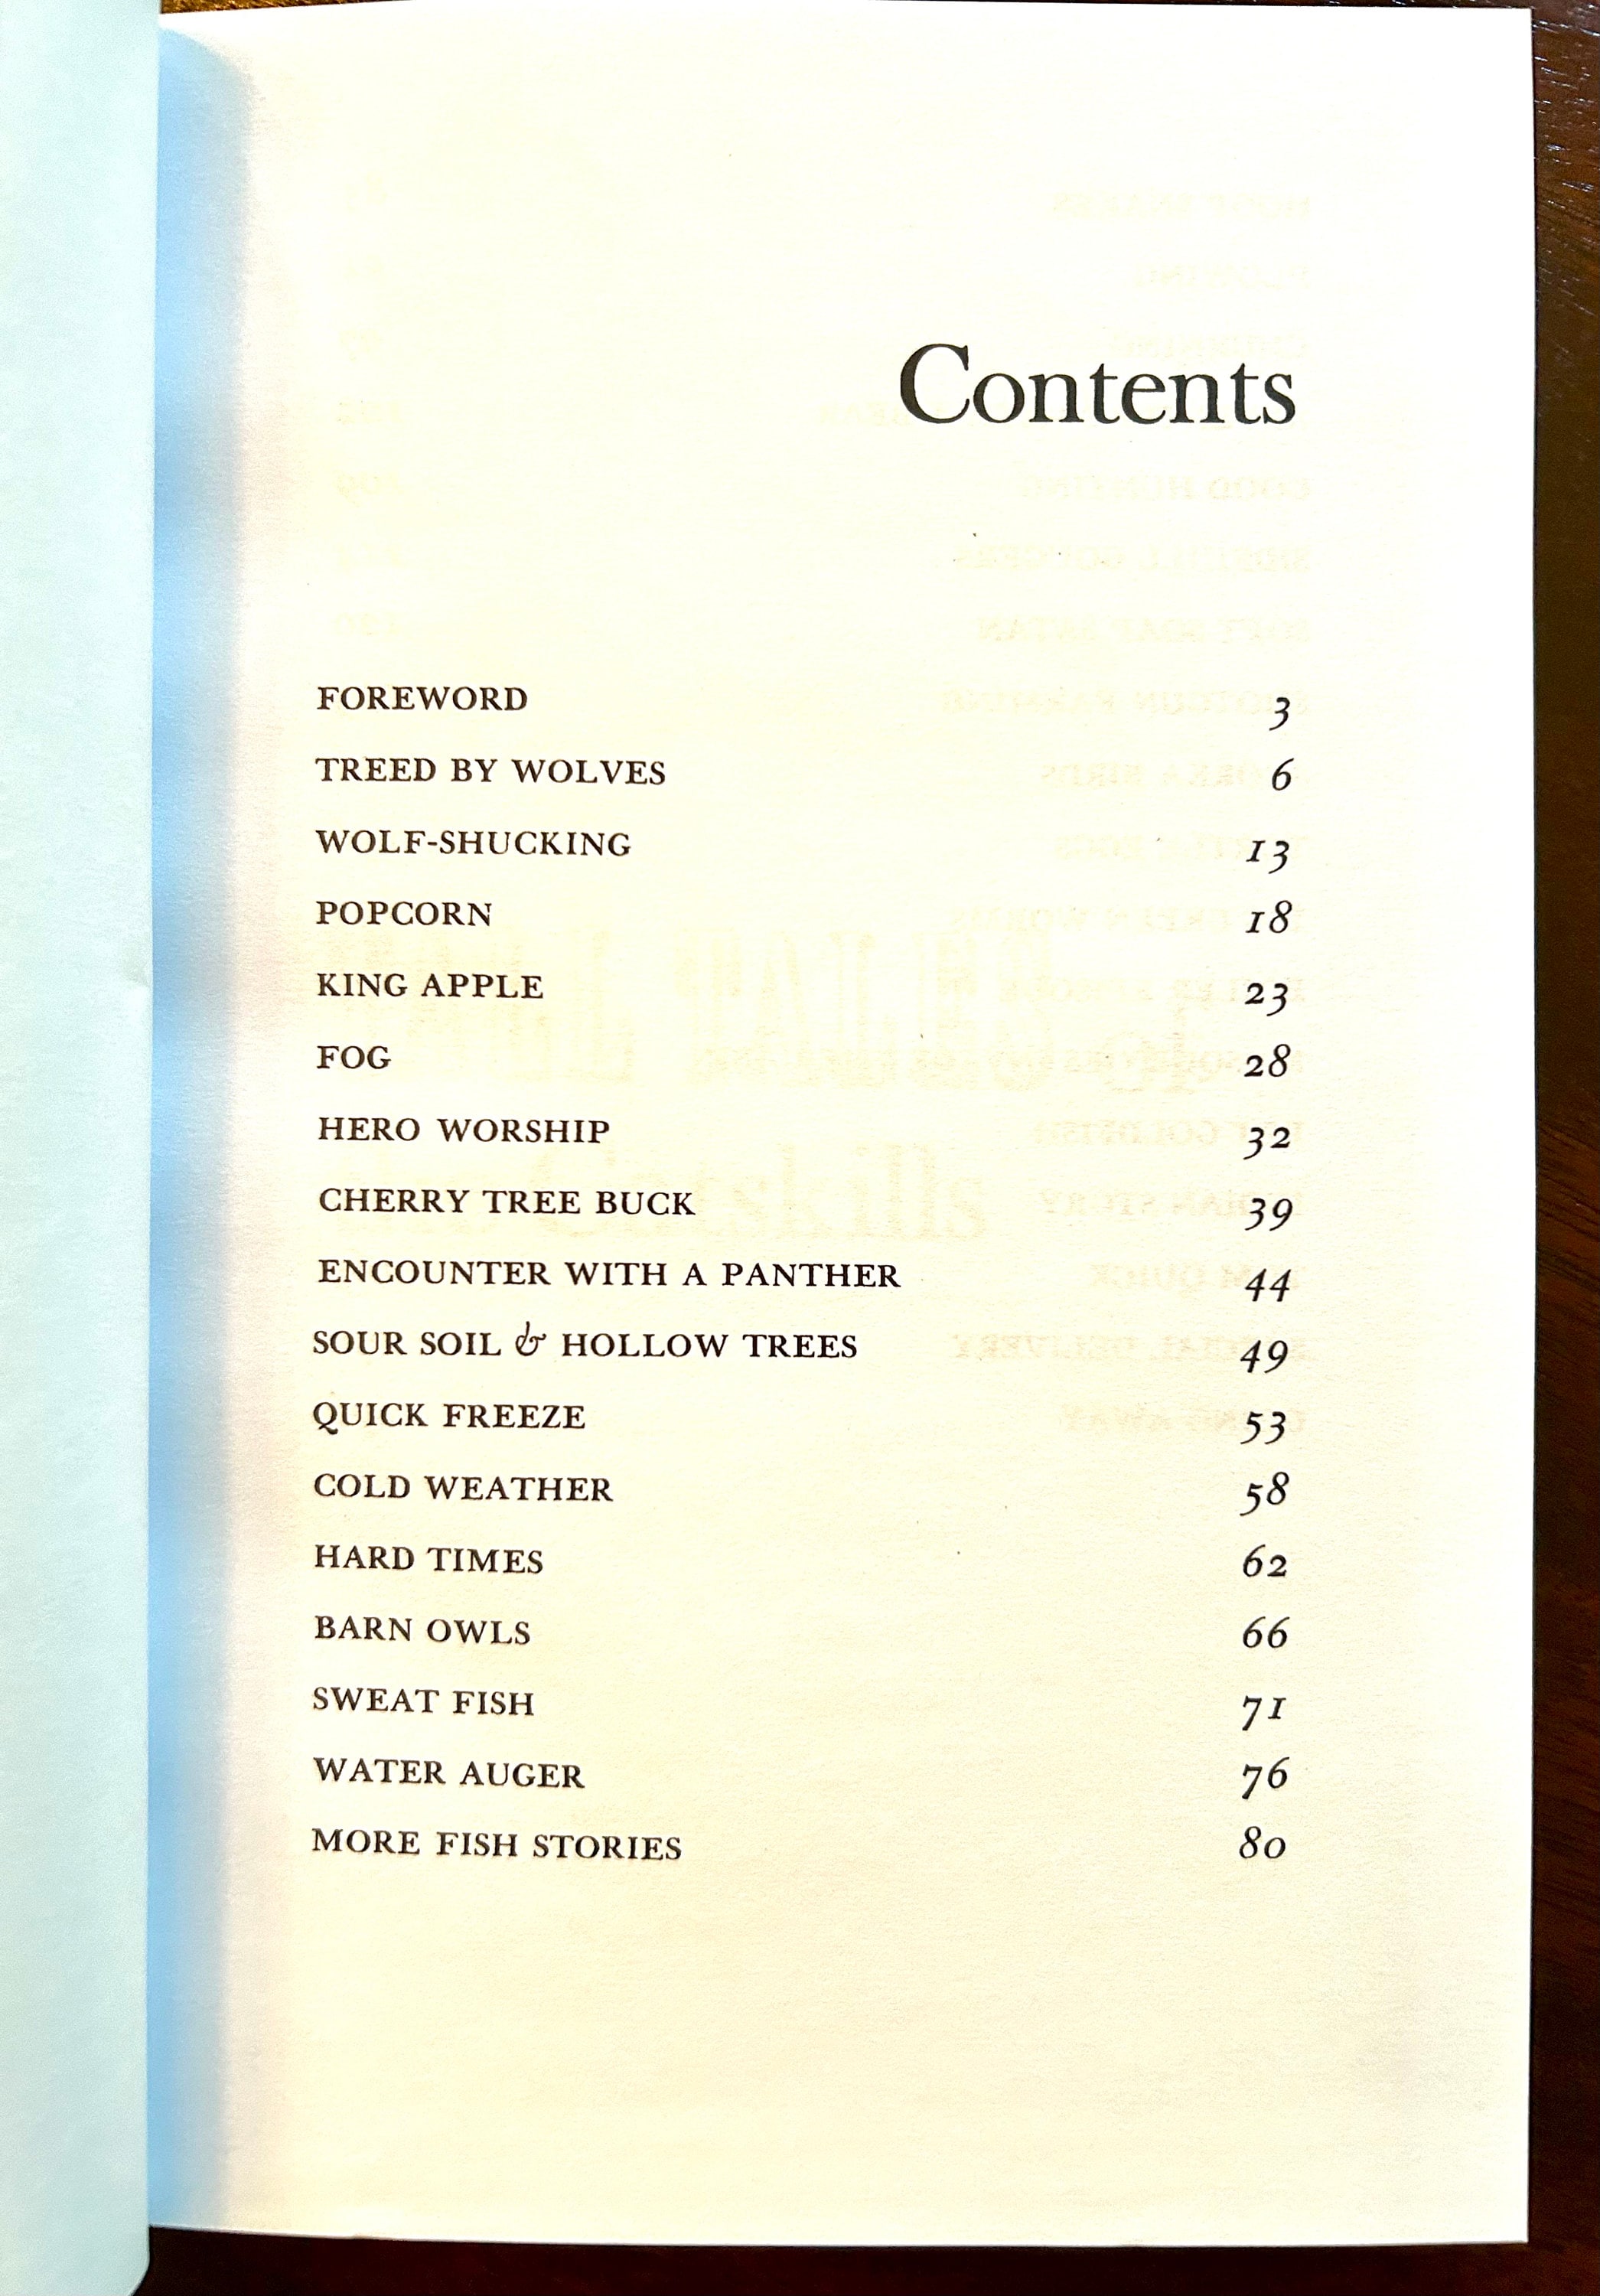 Contents
FOREWORD 3
TREED BY WOLVES 6
WOLF-SHUCKING 13
POPCORN 18
KING APPLE 23
FOG 28
HERO WORSHIP 32
CHERRY TREE BUCK 39
ENCOUNTER WITH A PANTHER 44
SOUR SOIL & HOLLOW TREES 49
QUICK FREEZE 53
COLD WEATHER 58
HARD TIMES 62
BARN OWLS 66
SWEAT FISH 71
WATER AUGER 76
MORE FISH STORIES 80